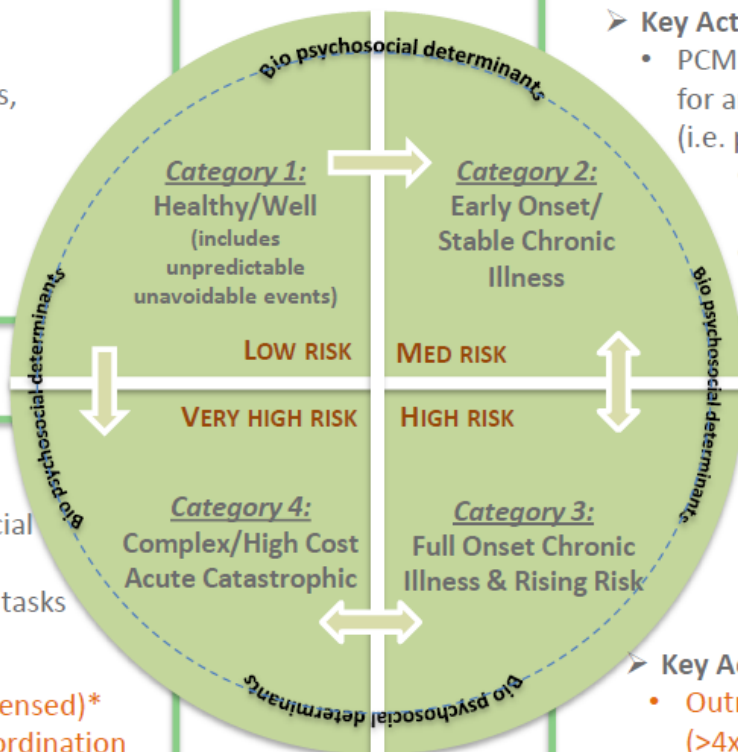 Key Act
• PCM
for a
(i.e. p
s,
Bio psychosocial determinants
Category 1:
Healthy/Well
(includes
unpredictable
unavoidable events)
LOW RISK
Category 2:
Early Onset/
Stable Chronic
Illness
MED RISK
Bio psychosocial determinants
Bio psychosocial determinants
VERY HIGH RISK
Category 4:
Complex/High Cost
Acute Catastrophic
HIGH RISK
Category 3:
Full Onset Chronic
Illness & Rising Risk
Bio psychosocial determinants
cial
tasks
ensed)*
ordination
Key Ac
• Outr
(>4x